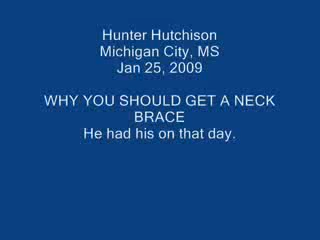 Hunter Hutchison
Michigan City, MS
Jan 25, 2009
WHY YOU SHOULD GET A NECK
BRACE
He had his on that day.